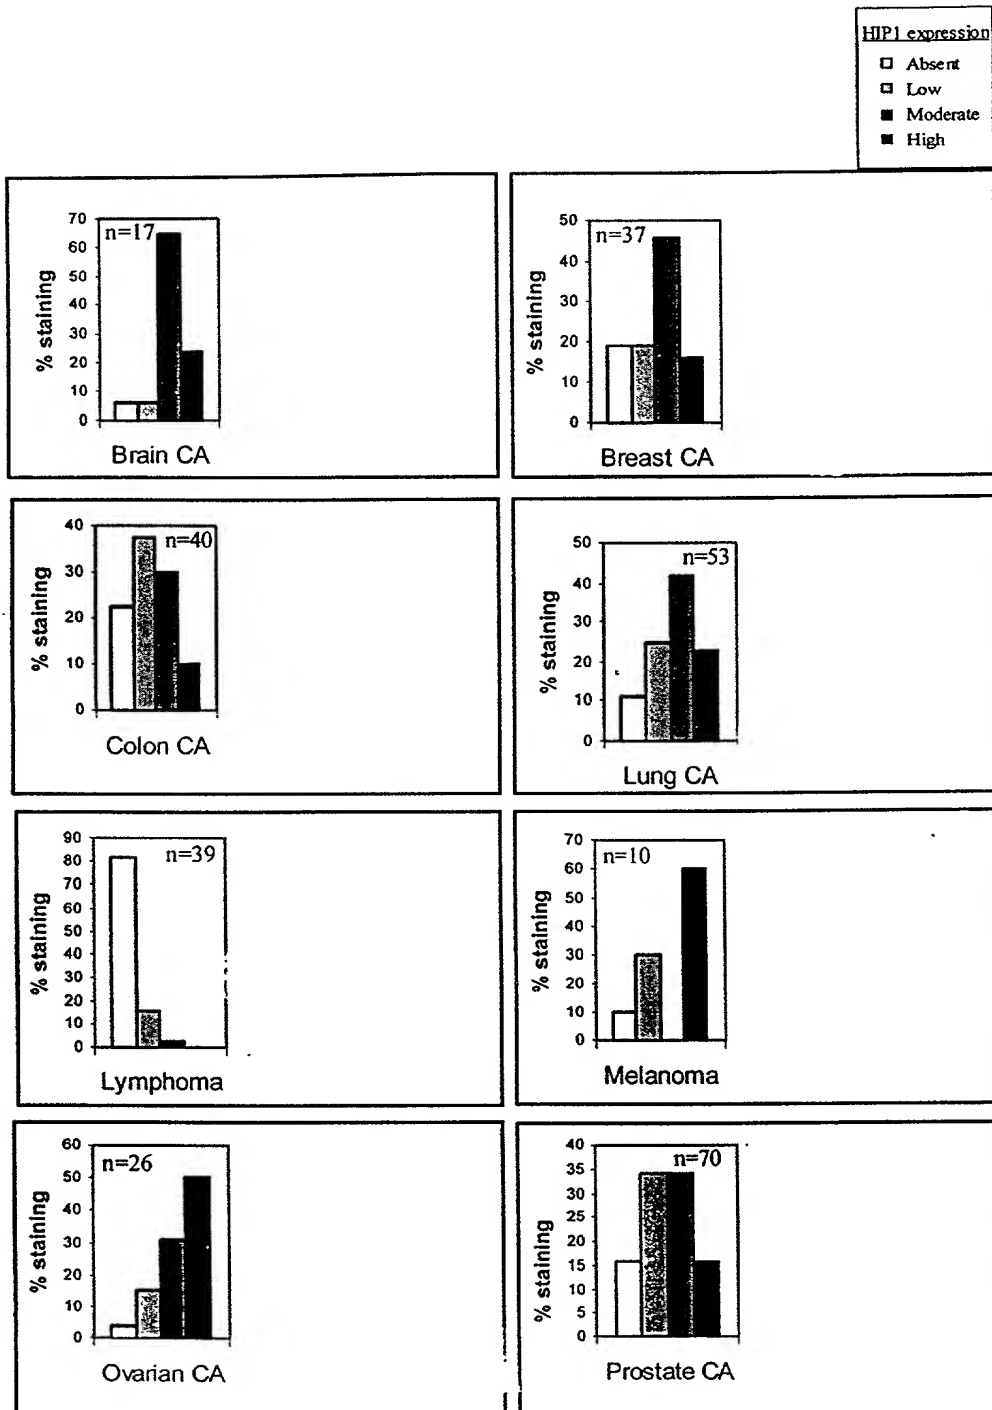 HIP1 expression
Absent
Low
Moderate
High
70
60
50
40
30
20
10
0
% staining
n=17
Brain CA
50
40
30
20
10
0
% staining
n=37
Breast CA
40
30
20
10
0
% staining
n=40
Colon CA
50
40
30
20
10
0
% staining
n=53
Lung CA
90
80
70
60
50
40
30
20
10
0
% staining
n=39
Lymphoma
70
60
50
40
30
20
10
0
% staining
n=10
Melanoma
60
50
40
30
20
10
0
% staining
n=26
Ovarian CA
40
35
30
25
20
15
10
5
0
% staining
n=70
Prostate CA